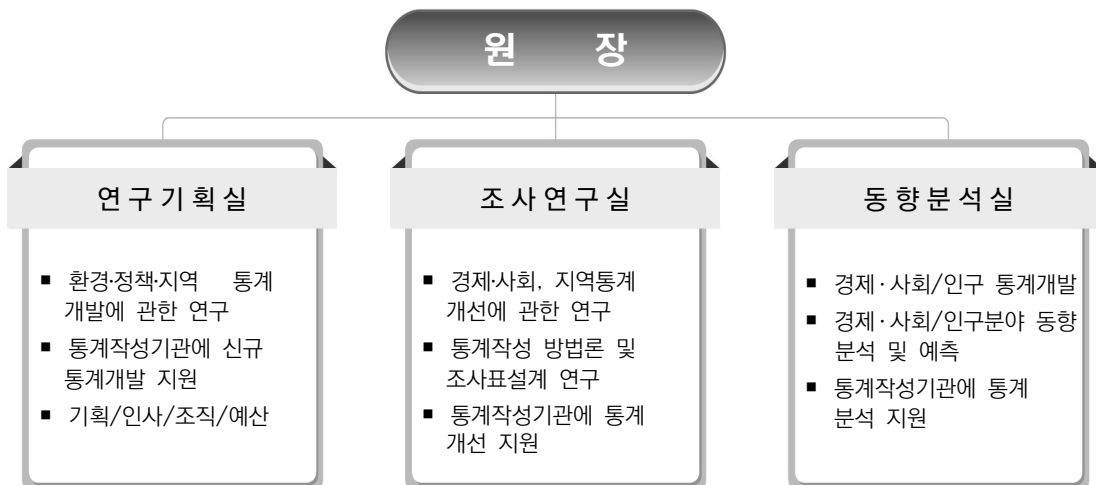 원 장
연구기획실
■ 환경·정책·지역 통계
개발에 관한 연구
■ 통계작성기관에 신규
통계개발 지원
■ 기획/인사/조직/예산
조사연구실
■ 경제·사회, 지역통계
개선에 관한 연구
■ 통계작성 방법론 및
조사표설계 연구
■ 통계작성기관에 통계
개선 지원
동향분석실
■ 경제·사회/인구 통계개발
■ 경제·사회/인구분야 동향
분석 및 예측
■ 통계작성기관에 통계
분석 지원